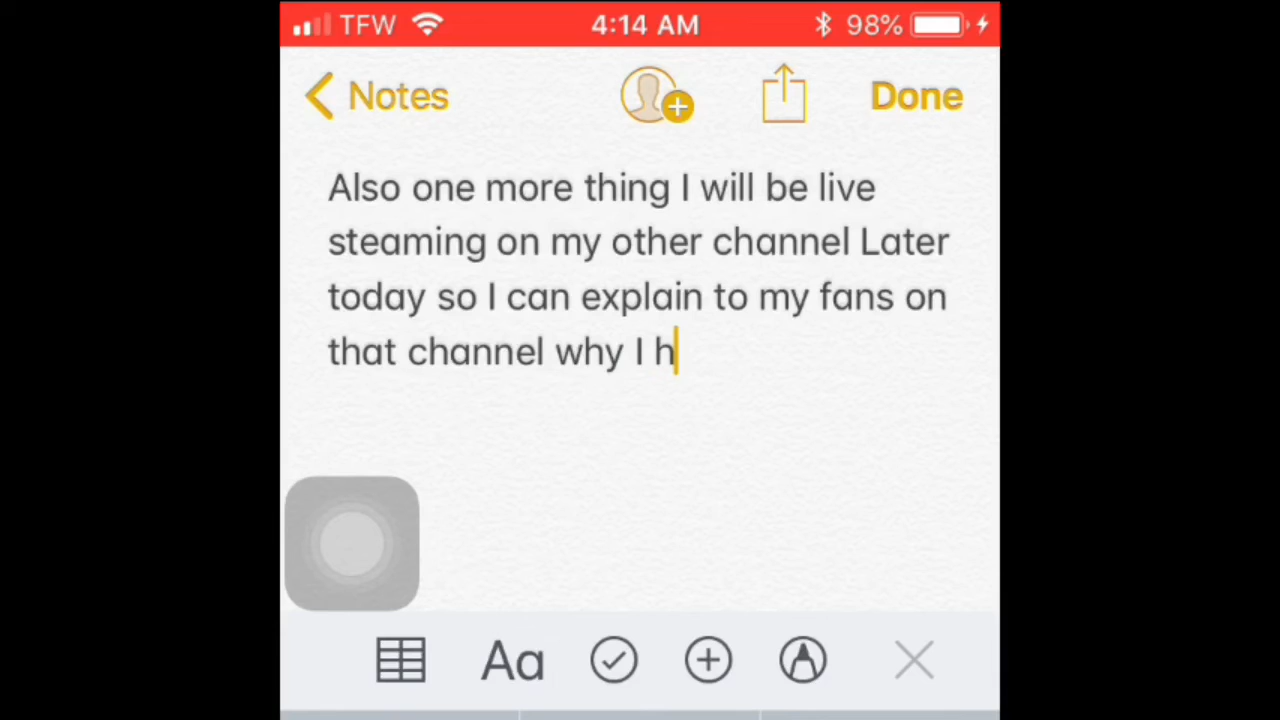 TFW 4:14 AM 98%
Notes Done
Also one more thing I will be live
steaming on my other channel Later
today so I can explain to my fans on
that channel why I h
Aa